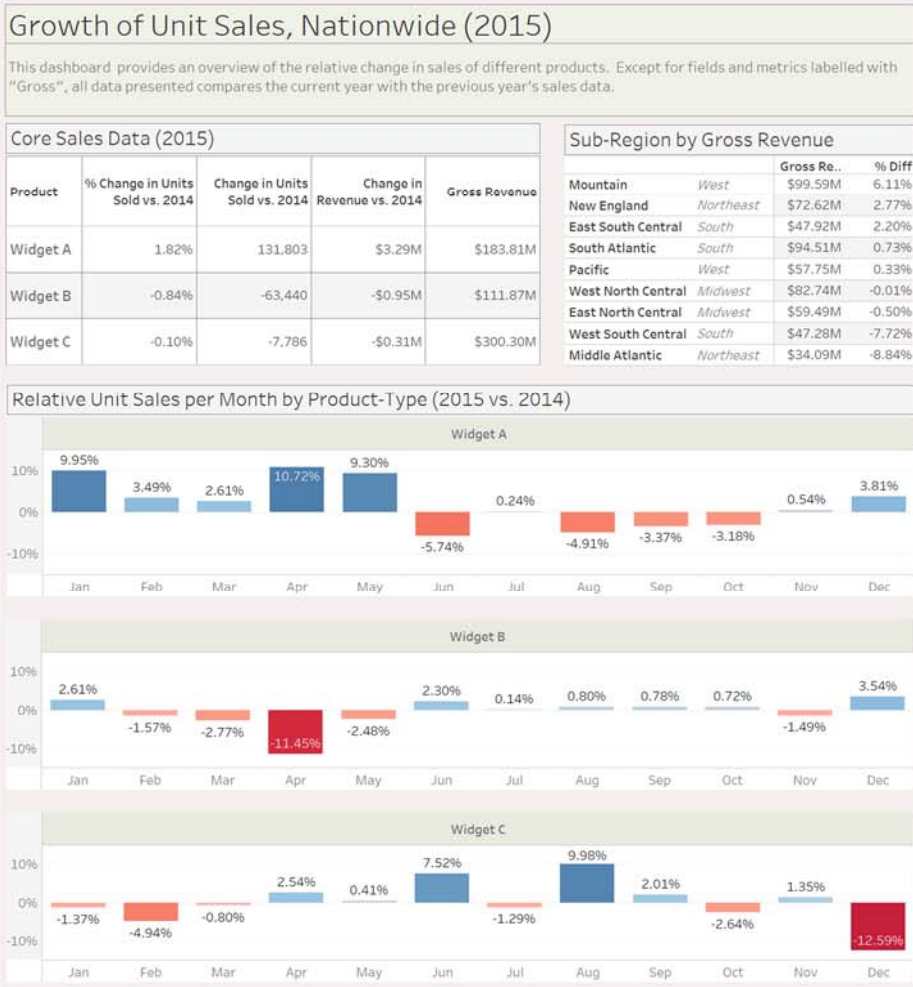 Growth of Unit Sales, Nationwide (2015)
This dashboard provides an overview of the relative change in sales of different products. Except for fields and metrics labelled with
"Gross", all data presented compares the current year with the previous year's sales data.
Core Sales Data (2015)
Product % Change in Units Sold vs. 2014 Change in Units Sold vs. 2014 Change in Revenue vs. 2014 Gross Revenue
Widget A 1.82% 131,803 $3.29M $183.81M
Widget B -0.84% -63,440 -$0.95M $111.87M
Widget C -0.10% -7,786 -$0.31M $300.30M
Sub-Region by Gross Revenue
Gross Re.. % Diff
Mountain West $99.59M 6.11%
New England Northeast $72.62M 2.77%
East South Central South $47.92M 2.20%
South Atlantic South $94.51M 0.73%
Pacific West $57.75M 0.33%
West North Central Midwest $82.74M -0.01%
East North Central Midwest $59.49M -0.50%
West South Central South $47.28M -7.72%
Middle Atlantic Northeast $34.09M -8.84%
Relative Unit Sales per Month by Product-Type (2015 vs. 2014)
Widget A
10%
0%
-10%
9.95% 3.49% 2.61% 10.72% 9.30% -5.74% 0.24% -4.91% -3.37% -3.18% 0.54% 3.81%
Jan Feb Mar Apr May Jun Jul Aug Sep Oct Nov Dec
Widget B
10%
0%
-10%
2.61% -1.57% -2.77% -11.45% -2.48% 2.30% 0.14% 0.80% 0.78% 0.72% -1.49% 3.54%
Jan Feb Mar Apr May Jun Jul Aug Sep Oct Nov Dec
Widget C
10%
0%
-10%
-1.37% -4.94% -0.80% 2.54% 0.41% 7.52% -1.29% 9.98% 2.01% -2.64% 1.35% -12.59%
Jan Feb Mar Apr May Jun Jul Aug Sep Oct Nov Dec